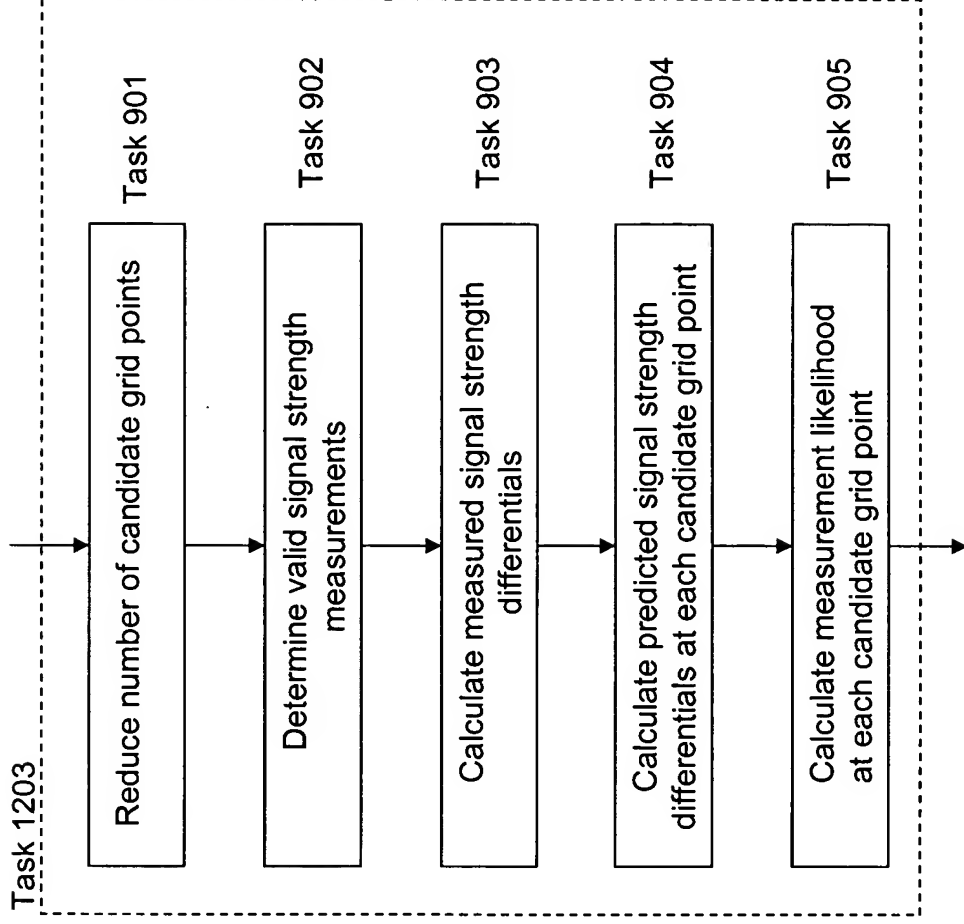 Task 1203
Reduce number of candidate grid points
Task 901
Determine valid signal strength
measurements
Task 902
Calculate measured signal strength
differentials
Task 903
Calculate predicted signal strength
differentials at each candidate grid point
Task 904
Calculate measurement likelihood
at each candidate grid point
Task 905